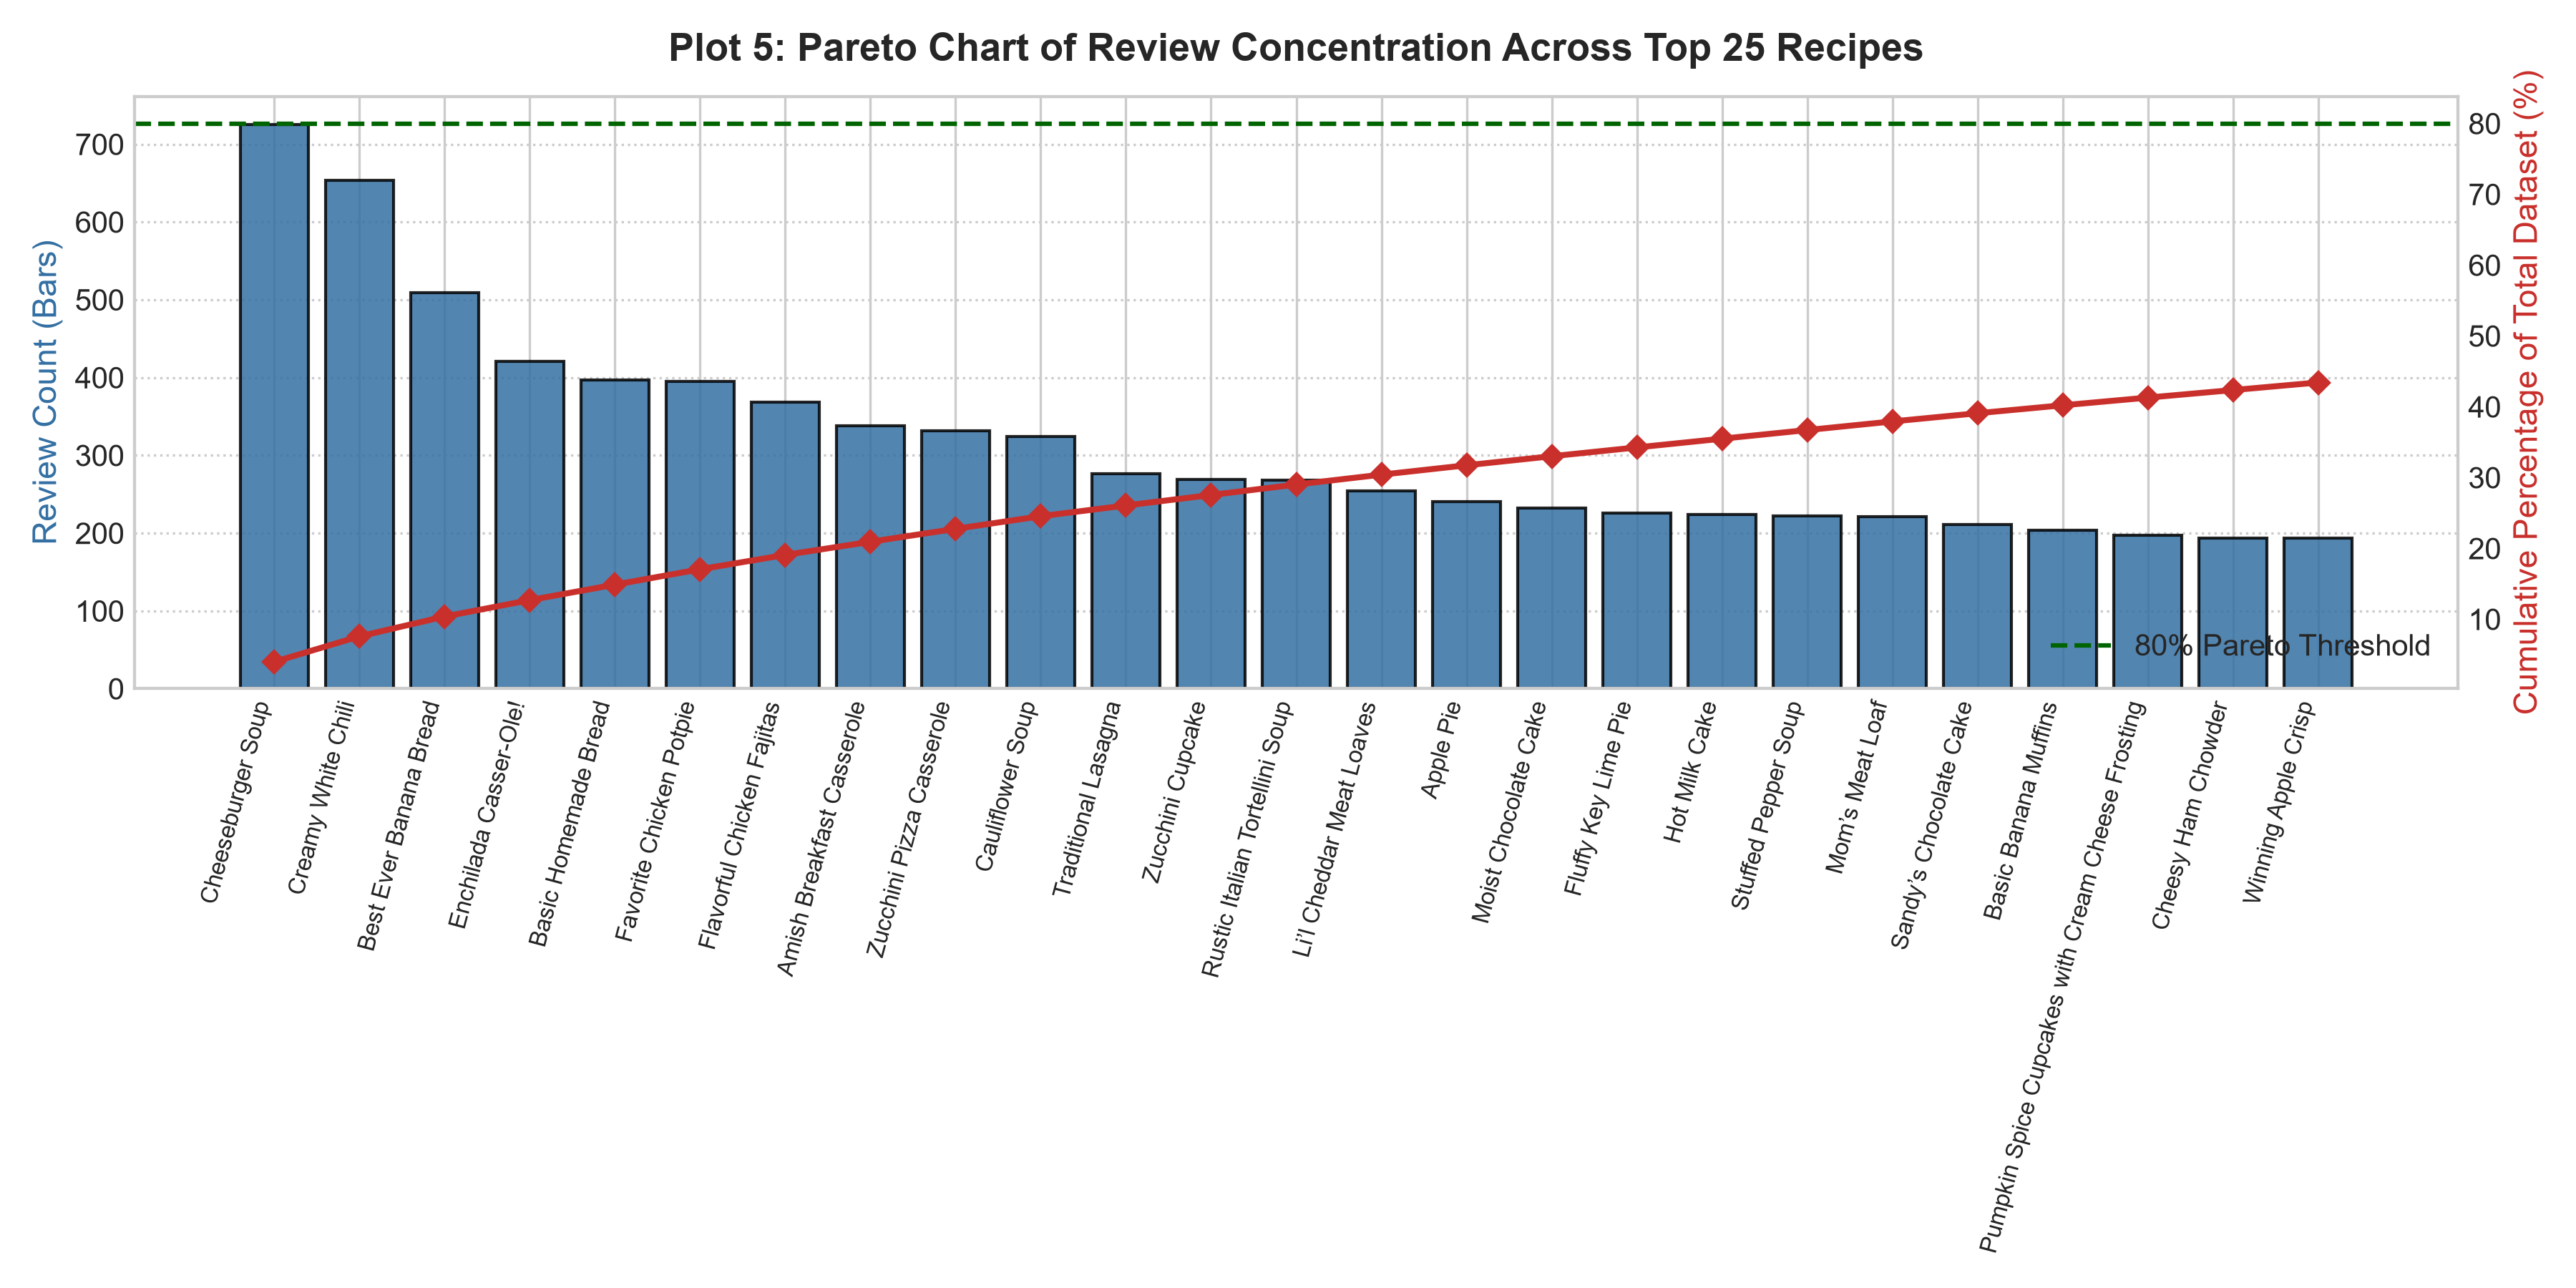 Plot 5: Pareto Chart of Review Concentration Across Top 25 Recipes
Review Count (Bars)
700
600
500
400
300
200
100
0
80
70
60
50
40
30
20
10
Cumulative Percentage of Total Dataset (%)
80% Pareto Threshold
Cheeseburger Soup
Creamy White Chili
Best Ever Banana Bread
Enchilada Casser-Ole!
Basic Homemade Bread
Favorite Chicken Potpie
Flavorful Chicken Fajitas
Amish Breakfast Casserole
Zucchini Pizza Casserole
Cauliflower Soup
Traditional Lasagna
Zucchini Cupcake
Rustic Italian Tortellini Soup
Li’l Cheddar Meat Loaves
Apple Pie
Moist Chocolate Cake
Fluffy Key Lime Pie
Hot Milk Cake
Stuffed Pepper Soup
Mom’s Meat Loaf
Sandy’s Chocolate Cake
Basic Banana Muffins
Pumpkin Spice Cupcakes with Cream Cheese Frosting
Cheesy Ham Chowder
Winning Apple Crisp